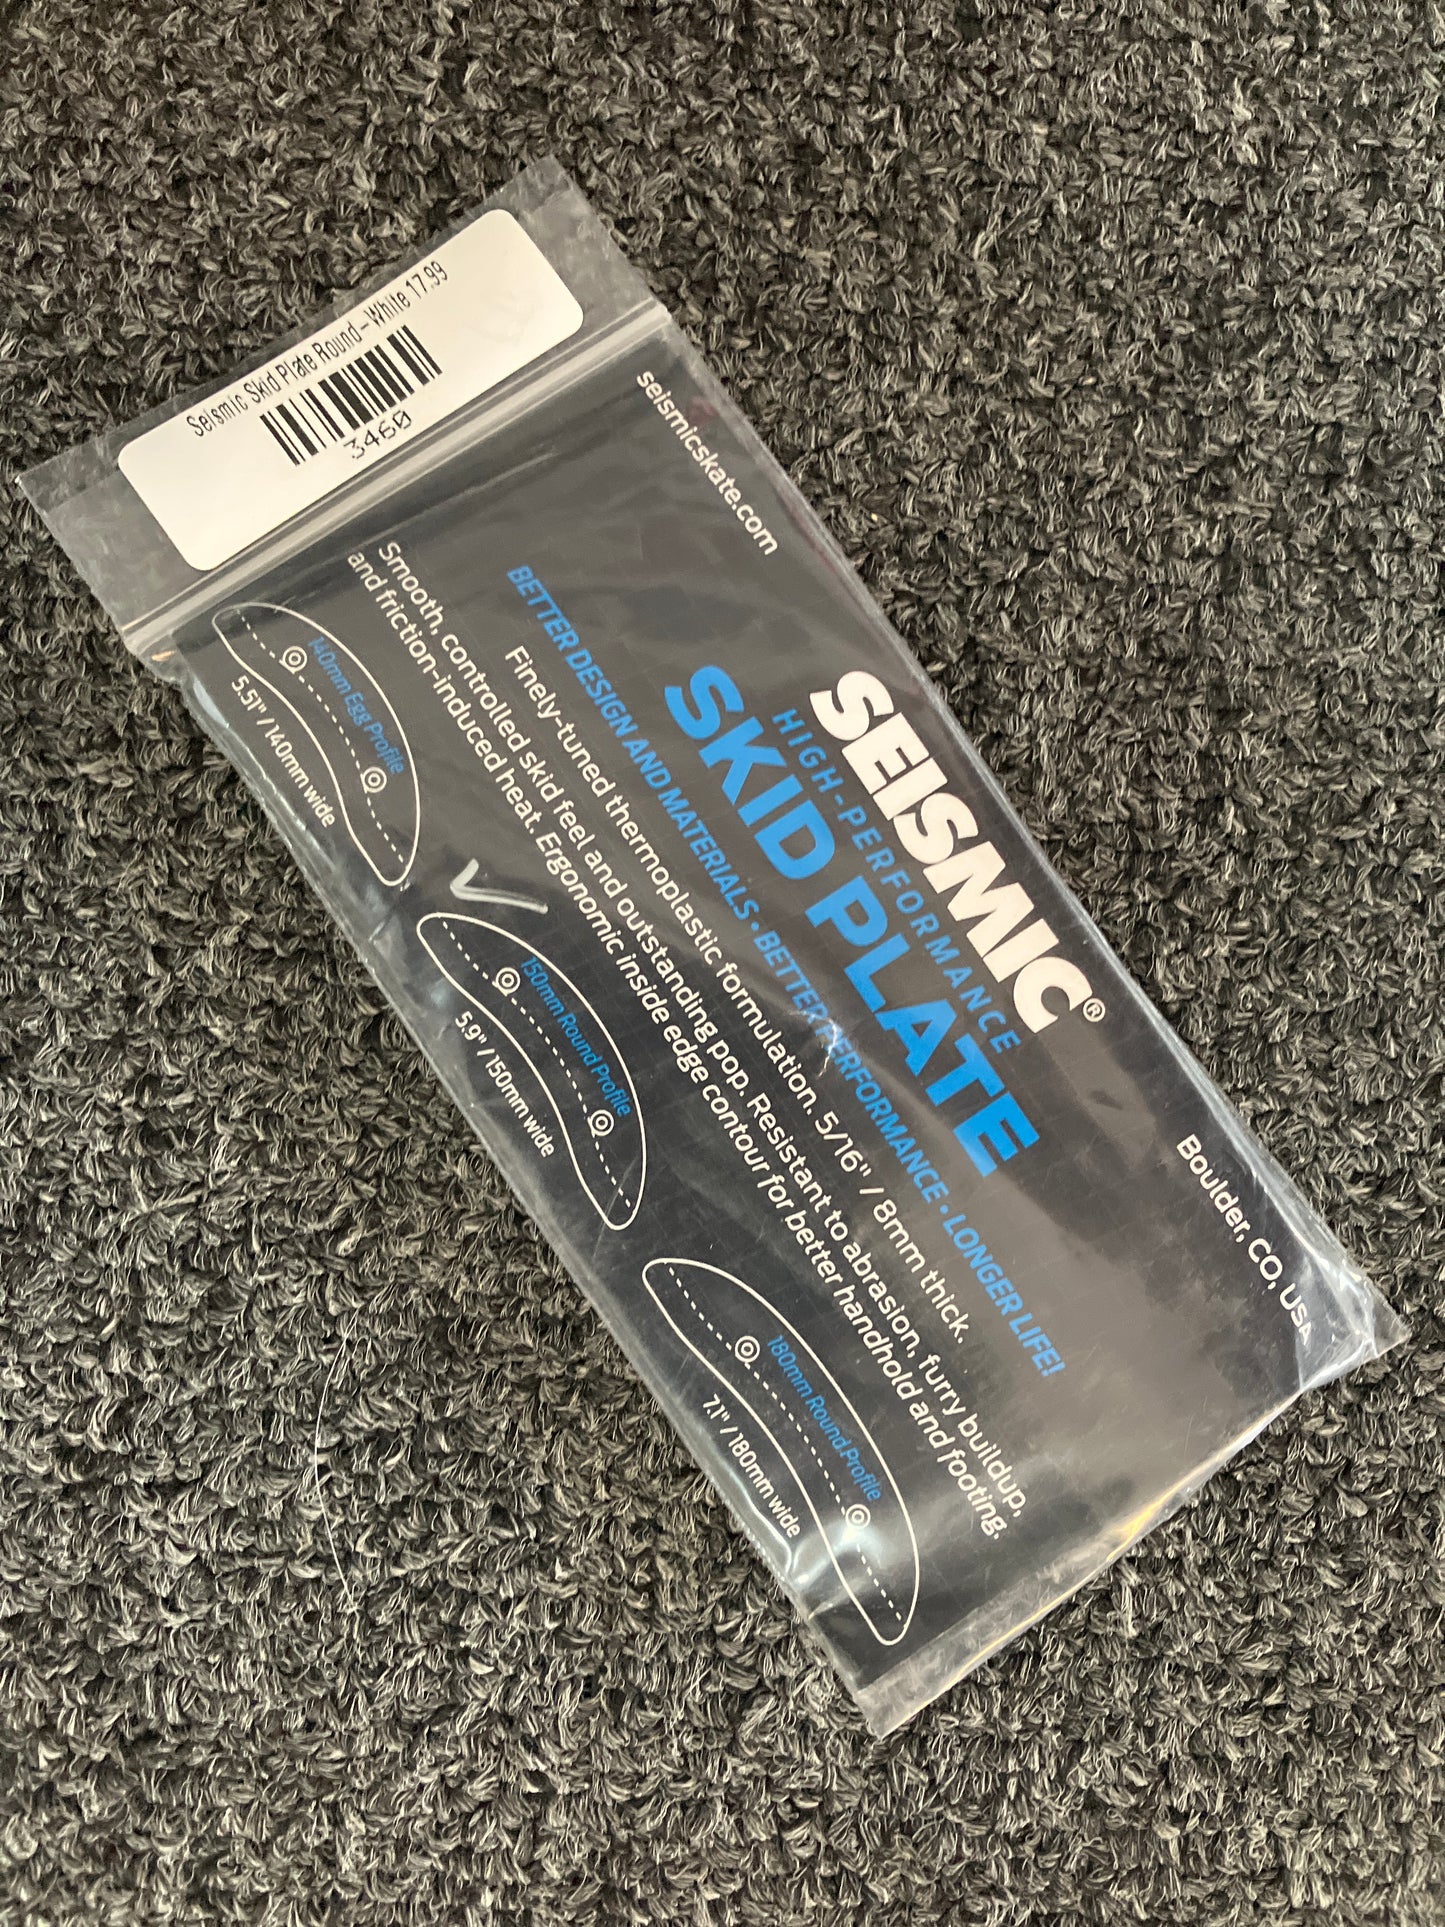 Seismic Skid Plate Round - White 17.99
3460
seismicskate.com
Boulder, CO, USA
SEISMIC®
HIGH-PERFORMANCE
SKID PLATE
BETTER DESIGN AND MATERIALS • BETTER PERFORMANCE • LONGER LIFE!
Finely-tuned thermoplastic formulation. 5/16" / 8mm thick.
Smooth, controlled skid feel and outstanding pop. Resistant to abrasion, furry buildup,
and friction-induced heat. Ergonomic inside edge contour for better handhold and footing.
140mm Egg Profile
5.51" / 140mm wide
150mm Round Profile
5.9" / 150mm wide
180mm Round Profile
7.1" / 180mm wide